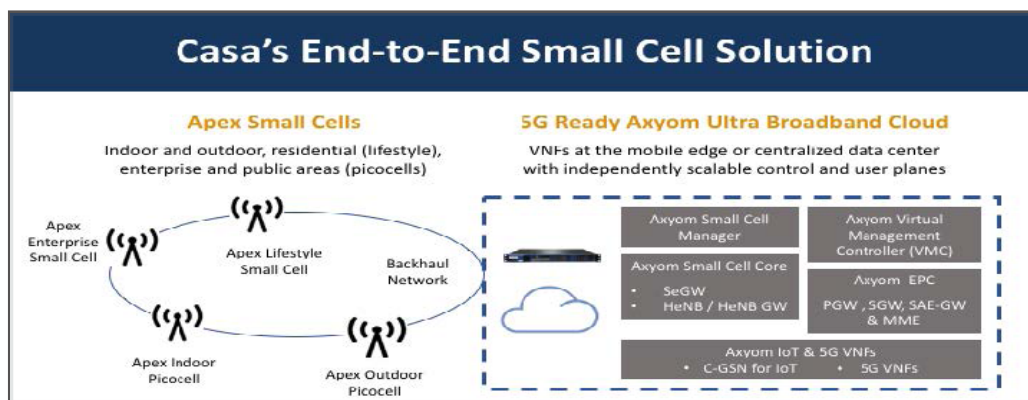 Casa's End-to-End Small Cell Solution
Apex Small Cells
Indoor and outdoor, residential (lifestyle),
enterprise and public areas (picocells)
5G Ready Axyom Ultra Broadband Cloud
VNFs at the mobile edge or centralized data center
with independently scalable control and user planes
Apex
Enterprise
Small Cell
Apex Lifestyle
Small Cell
Backhaul
Network
Apex Indoor
Picocell
Apex Outdoor
Picocell
Axyom Small Cell
Manager
Axyom Virtual
Management
Controller (VMC)
Axyom Small Cell Core
• SeGW
• HeNB / HeNB GW
Axyom EPC
PGW , SGW, SAE-GW
& MME
Axyom IoT & 5G VNFs
• C-GSN for IoT • 5G VNFs